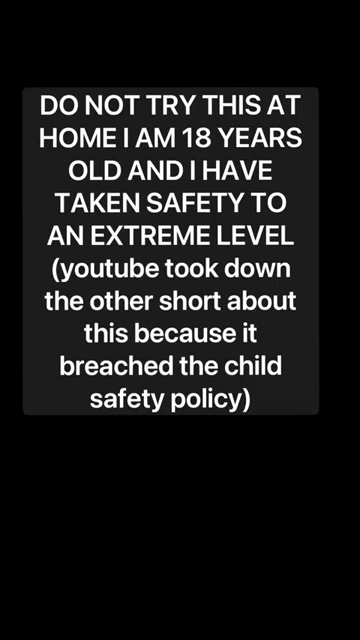 DO NOT TRY THIS AT
HOME I AM 18 YEARS
OLD AND I HAVE
TAKEN SAFETY TO
AN EXTREME LEVEL
(youtube took down
the other short about
this because it
breached the child
safety policy)